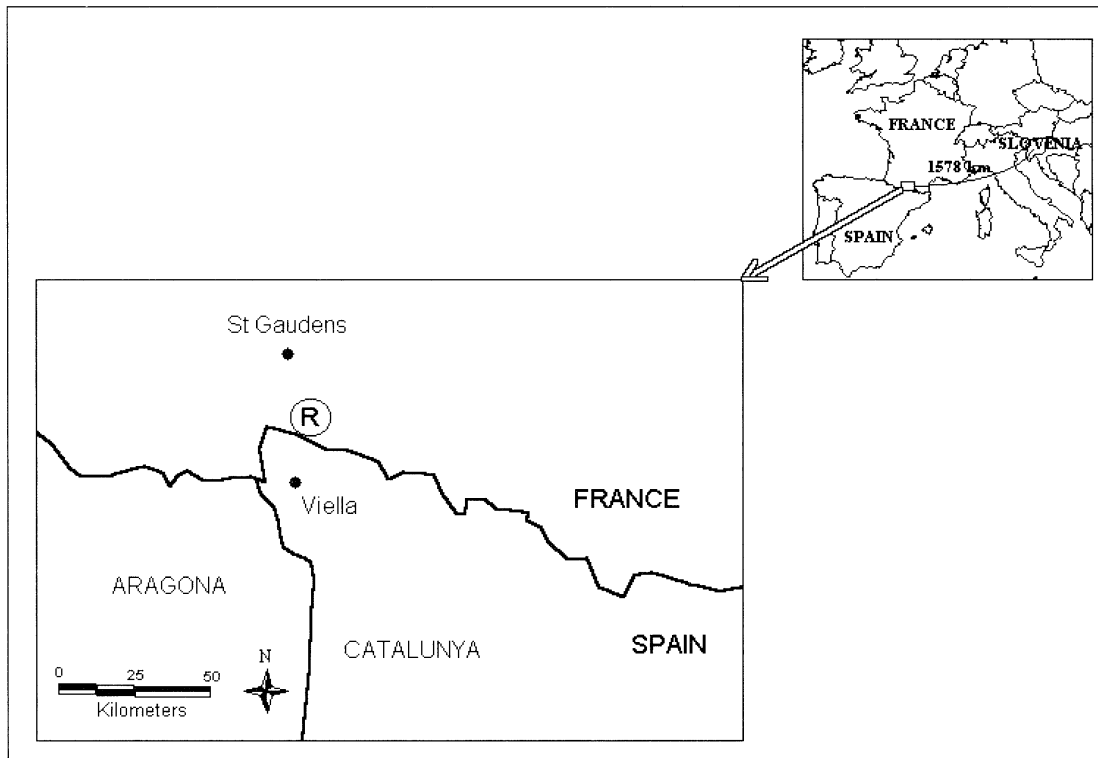 FRANCE
SLOVENIA
1578 km
SPAIN
St Gaudens
R
Viella
FRANCE
ARAGONA
SPAIN
CATALUNYA
N
0 25 50
Kilometers